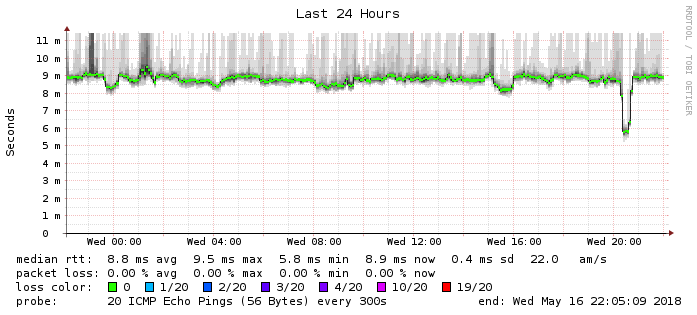 Last 24 Hours
RRDTOOL / TOBI OETIKER
Seconds
11 m
10 m
9 m
8 m
7 m
6 m
5 m
4 m
3 m
2 m
1 m
0
Wed 00:00 Wed 04:00 Wed 08:00 Wed 12:00 Wed 16:00 Wed 20:00
median rtt: 8.8 ms avg 9.5 ms max 5.8 ms min 8.9 ms now 0.4 ms sd 22.0 am/s
packet loss: 0.00 % avg 0.00 % max 0.00 % min 0.00 % now
loss color: 0 1/20 2/20 3/20 4/20 10/20 19/20
probe: 20 ICMP Echo Pings (56 Bytes) every 300s end: Wed May 16 22:05:09 2018